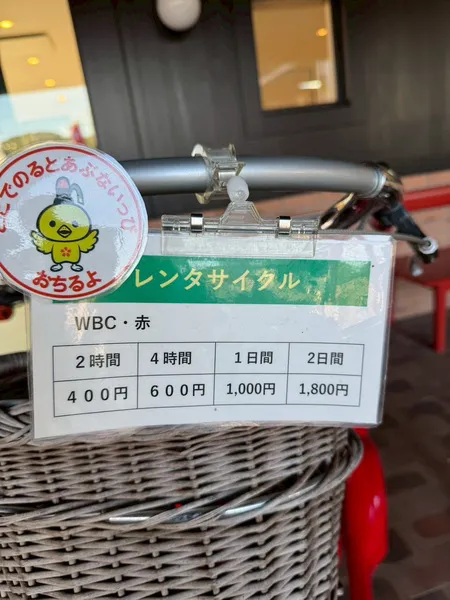 でのるとあぶないっぴ
おちるよ
レンタサイクル
WBC・赤
2時間 4時間 1日間 2日間
400円 600円 1,000円 1,800円